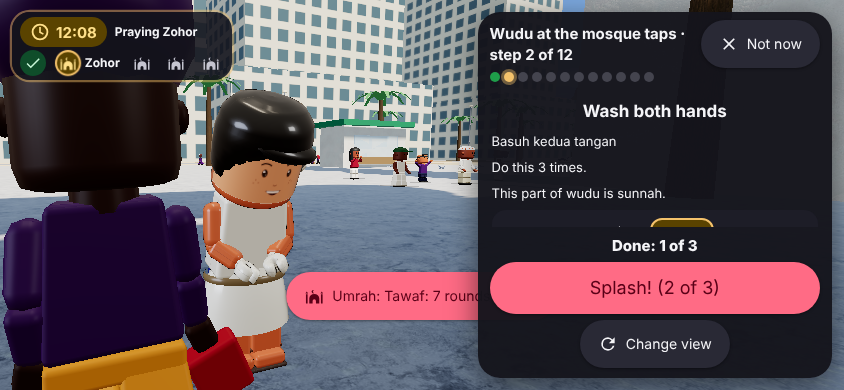 12:08 Praying Zohor
Zohor
Wudu at the mosque taps ·
step 2 of 12
Not now
Wash both hands
Basuh kedua tangan
Do this 3 times.
This part of wudu is sunnah.
Done: 1 of 3
Umrah: Tawaf: 7 round
Splash! (2 of 3)
Change view